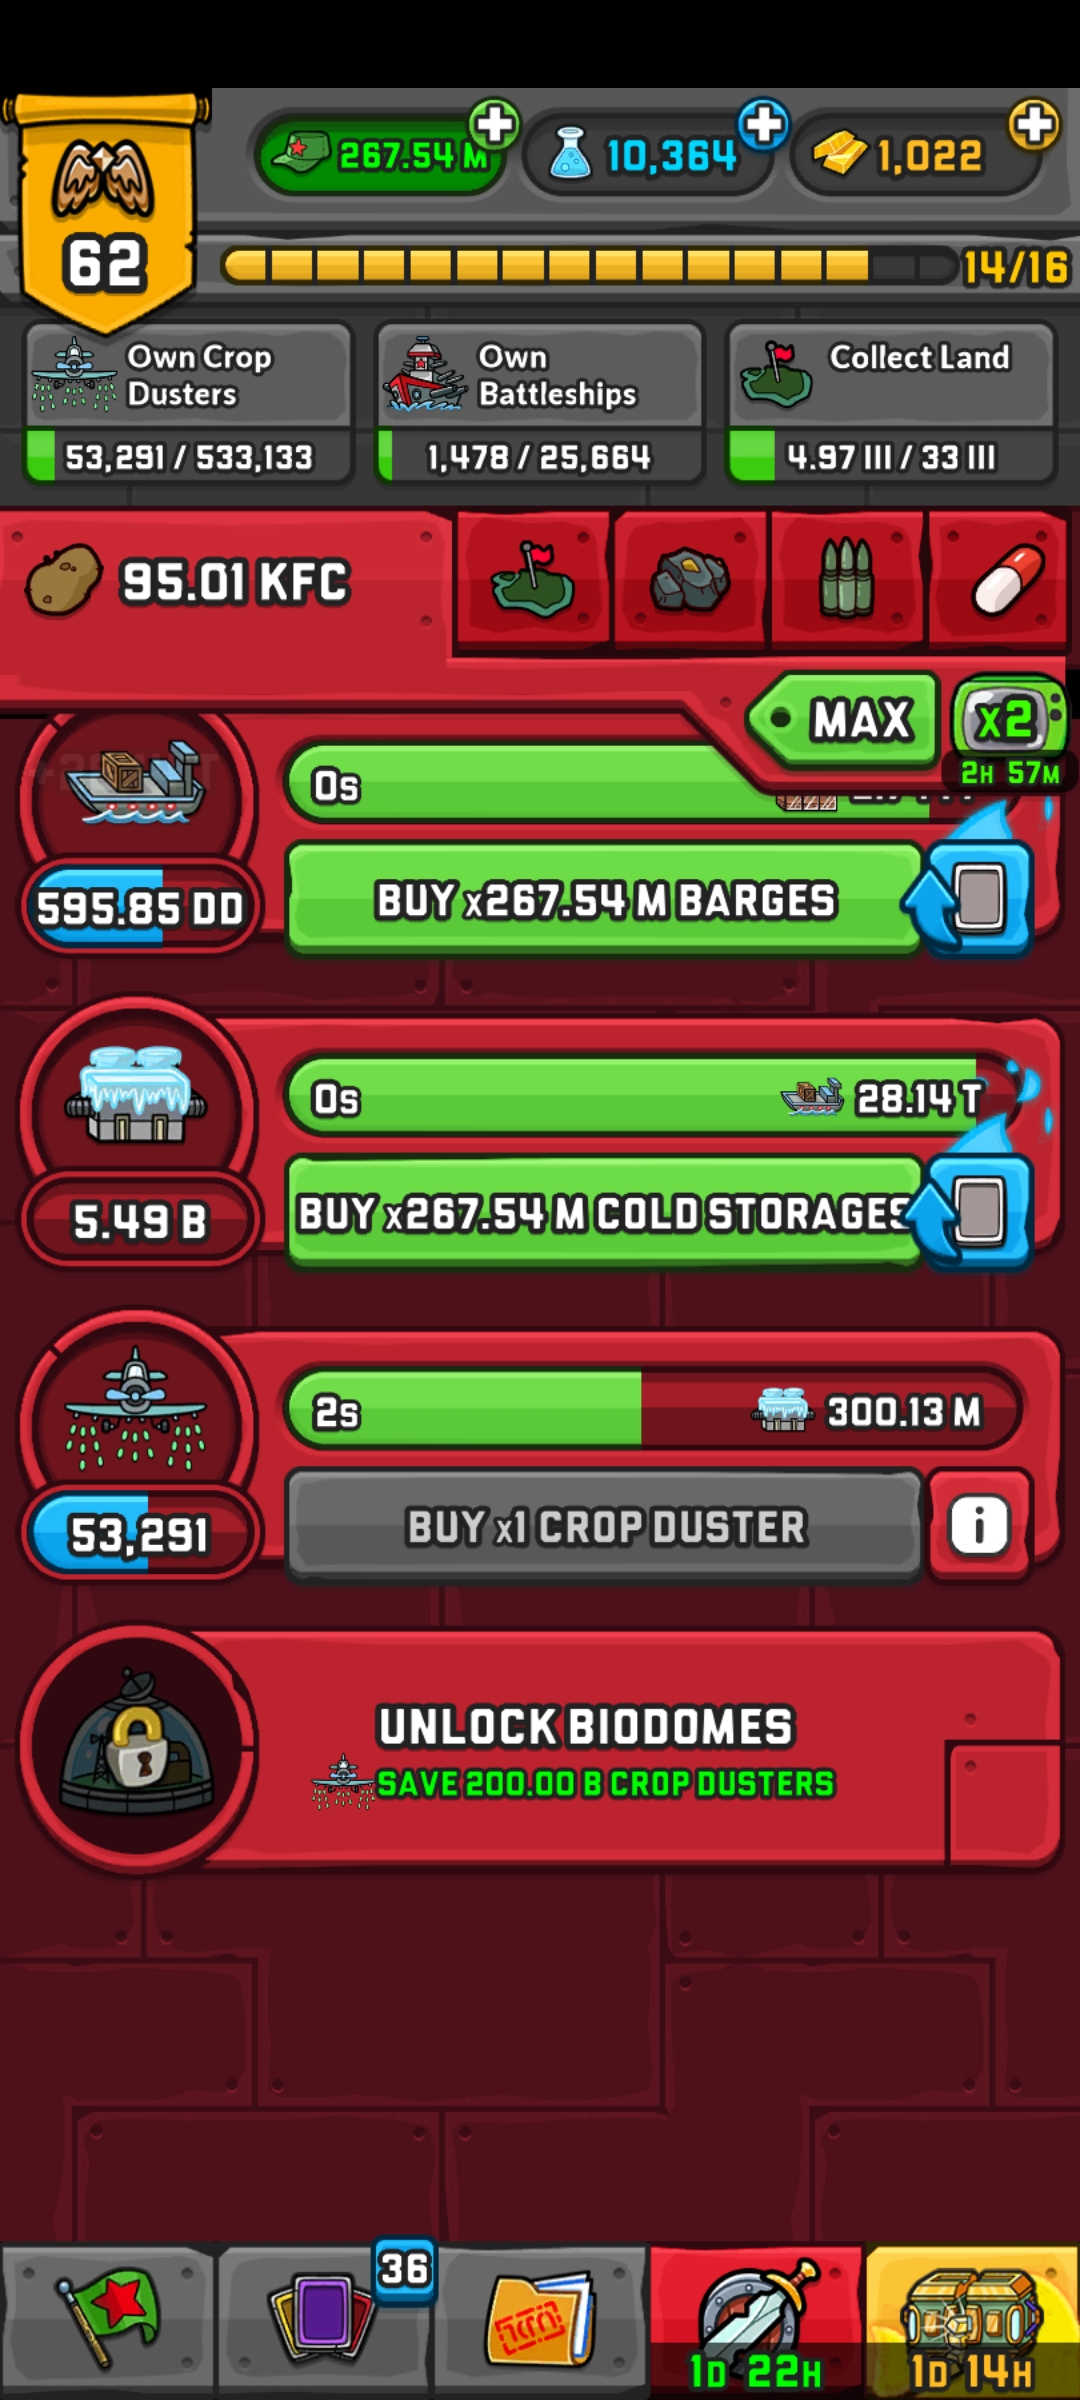 267.54 M
10,364
1,022
62
14/16
Own Crop Dusters
53,291 / 533,133
Own Battleships
1,478 / 25,664
Collect Land
4.97 III / 33 III
95.01 KFC
MAX
x2
2H 57M
0s
595.85 DD
BUY x267.54 M BARGES
0s
28.14 T
5.49 B
BUY x267.54 M COLD STORAGES
2s
300.13 M
53,291
BUY x1 CROP DUSTER
i
UNLOCK BIODOMES
SAVE 200.00 B CROP DUSTERS
36
1D 22H
1D 14H